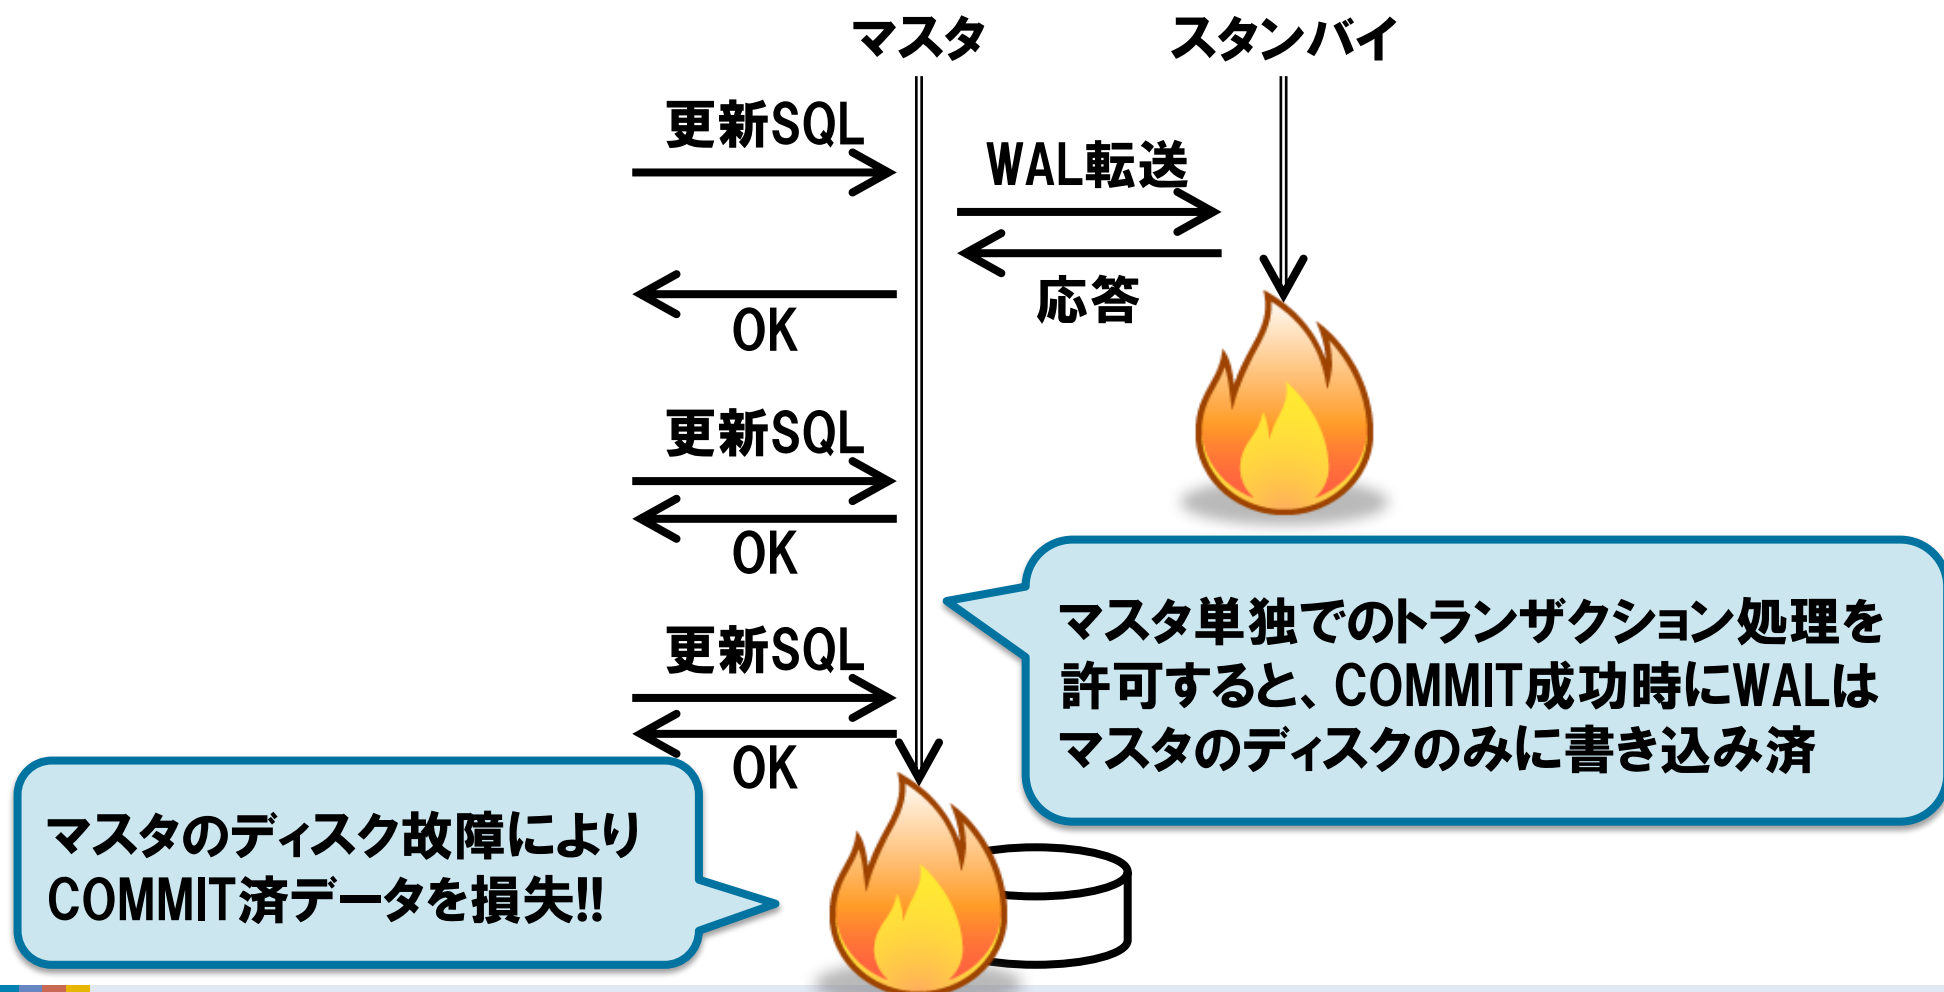 マスタ
スタンバイ
更新SQL
WAL転送
応答
OK
更新SQL
OK
マスタ単独でのトランザクション処理を
許可すると、COMMIT成功時にWALは
マスタのディスクのみに書き込み済
更新SQL
OK
マスタのディスク故障により
COMMIT済データを損失!!